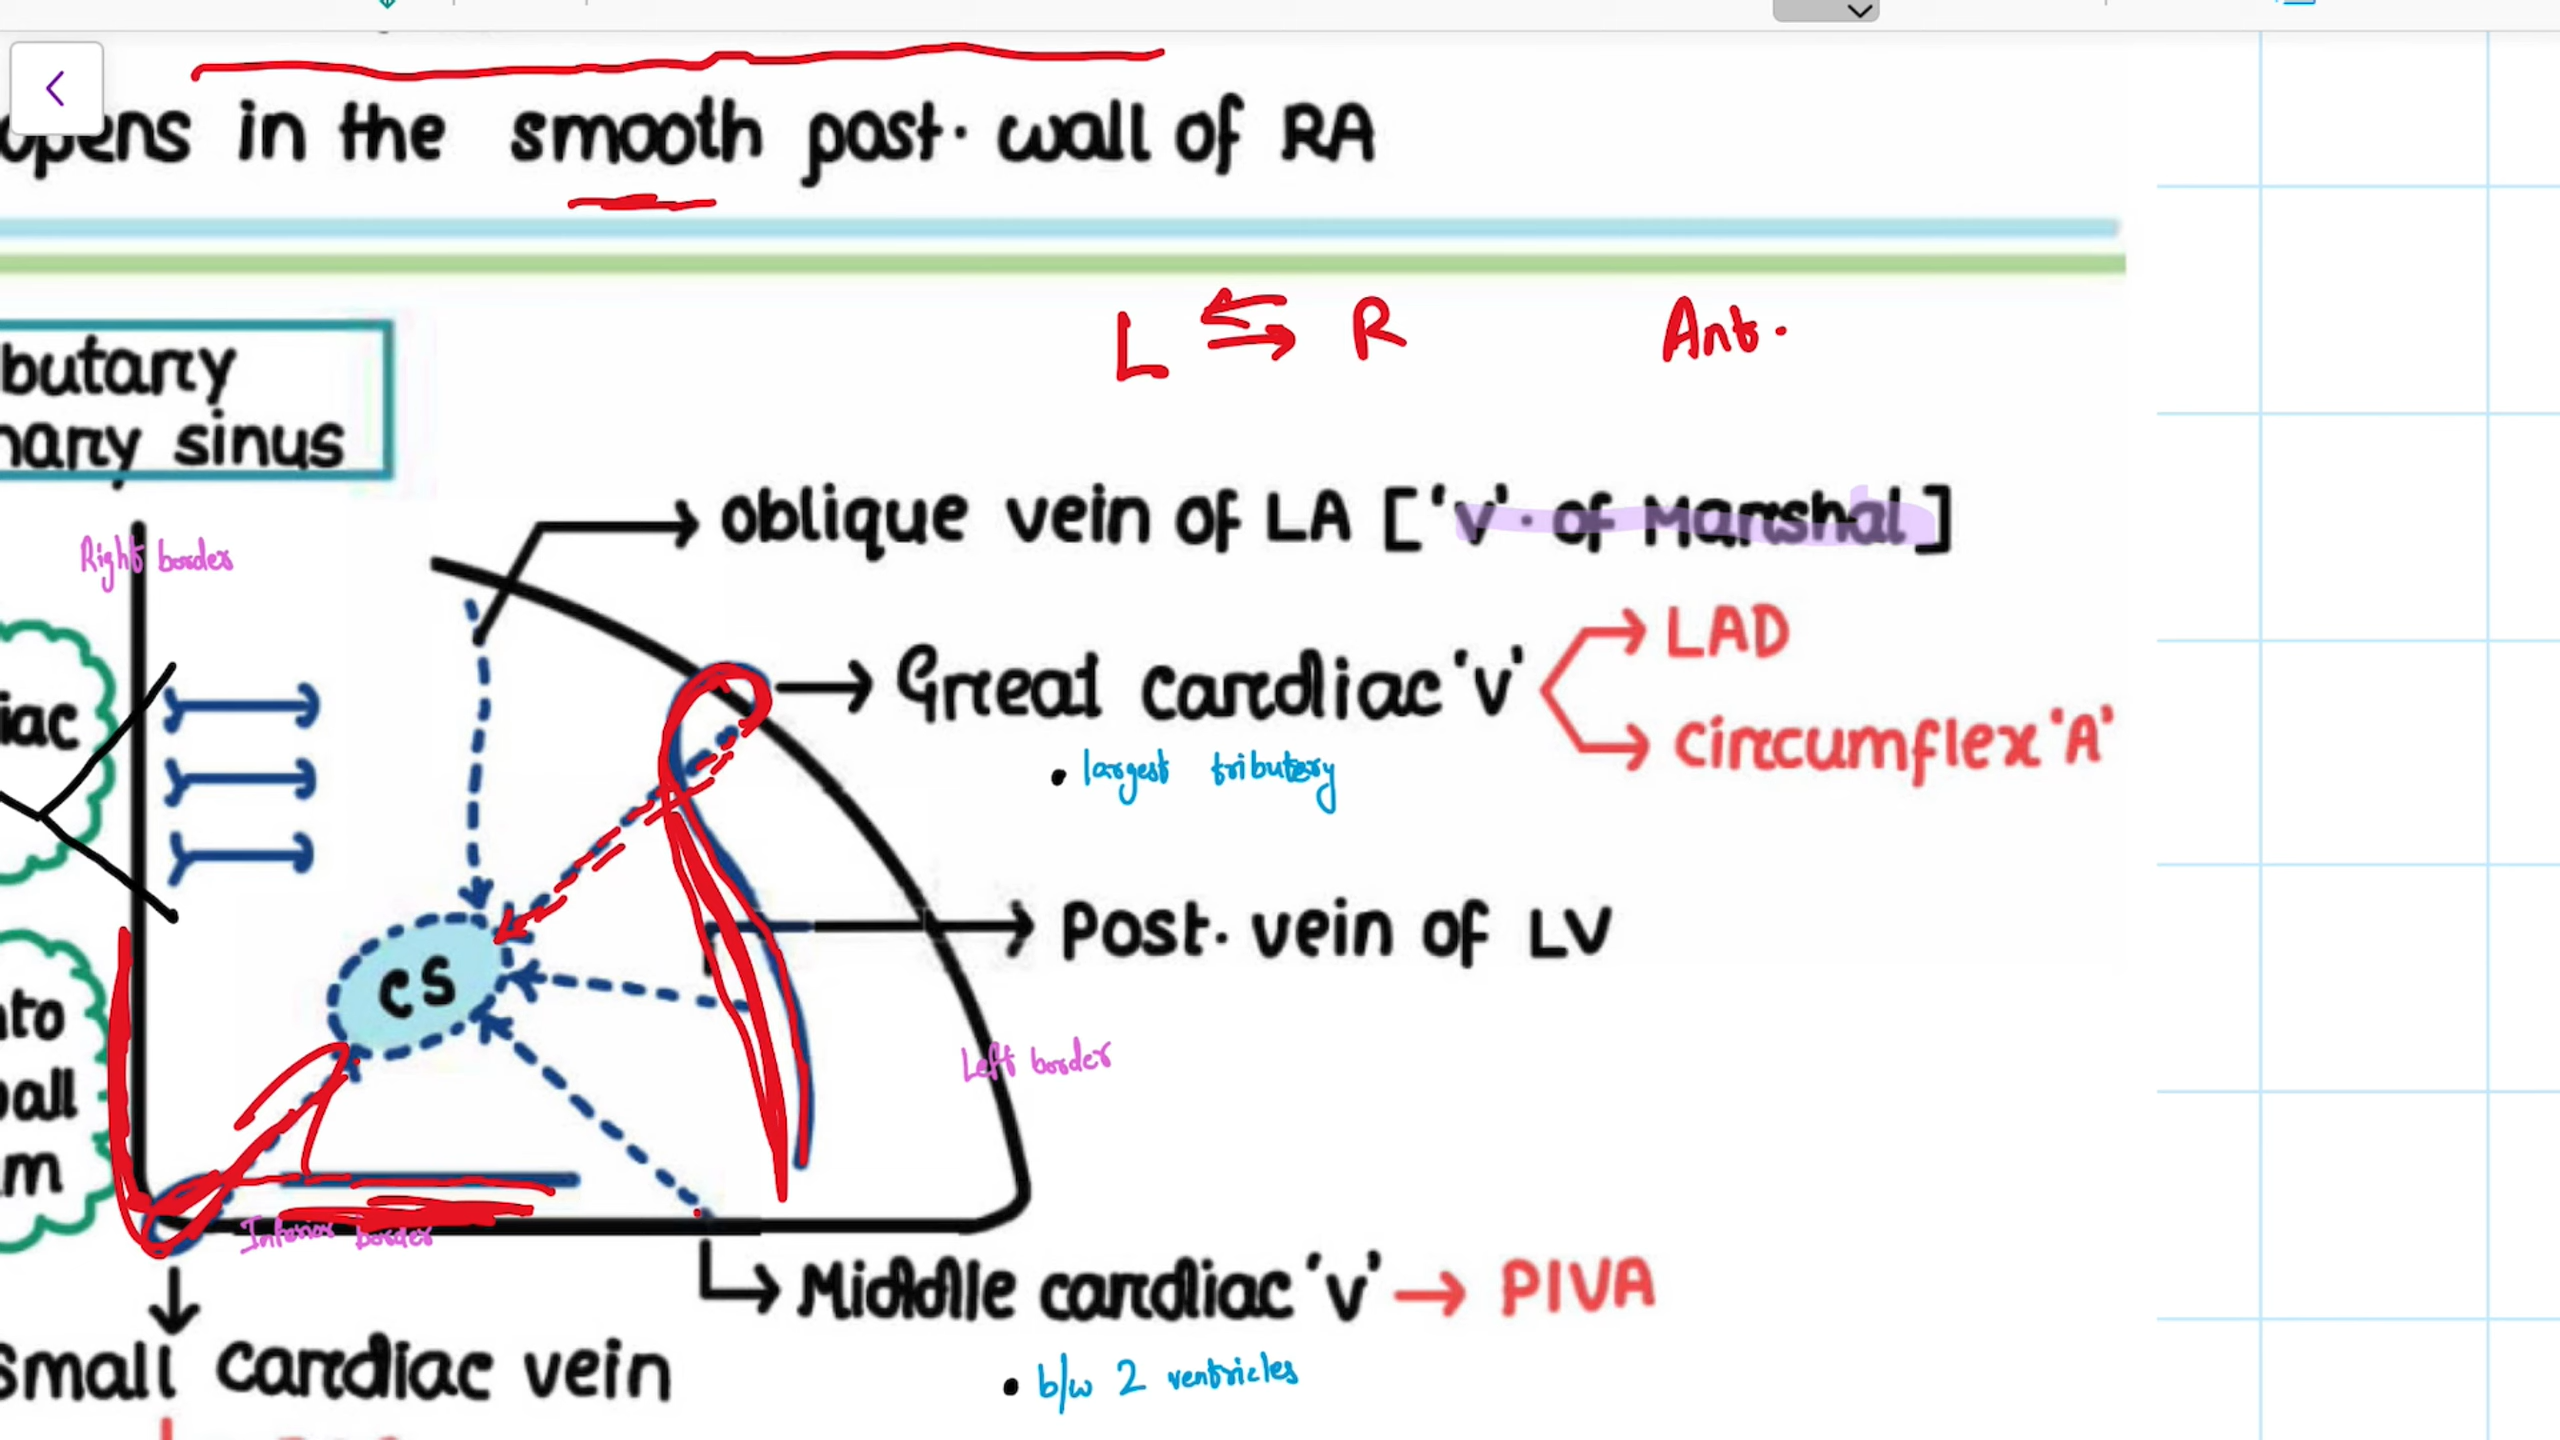 opens in the smooth post. wall of RA
L ⇆ R Ant.
butary
nary sinus
Right border
oblique vein of LA ['v'. of Marshal]
iac
Great cardiac 'v'
LAD
circumflex 'A'
• largest tributary
Post. vein of LV
CS
nto
Left border
all
m
Inferior border
Middle cardiac 'v' → PIVA
Small cardiac vein
• b/w 2 ventricles